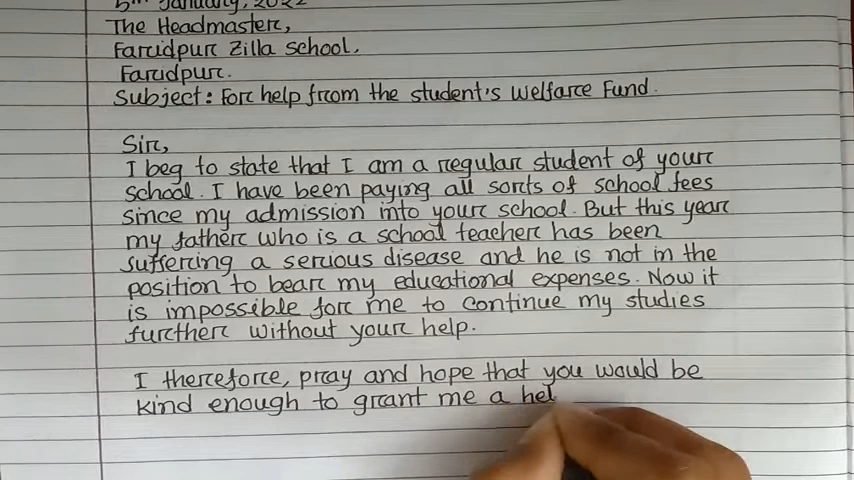 5th January, 2022
The Headmaster,
Faridpur Zilla School,
Faridpur.
Subject: For help from the student's Welfare Fund.
Sir,
I beg to state that I am a regular student of your
school. I have been paying all sorts of school fees
since my admission into your school. But this year
my father who is a school teacher has been
suffering a serious disease and he is not in the
position to bear my educational expenses. Now it
is impossible for me to continue my studies
further without your help.
I therefore, pray and hope that you would be
kind enough to grant me a hel